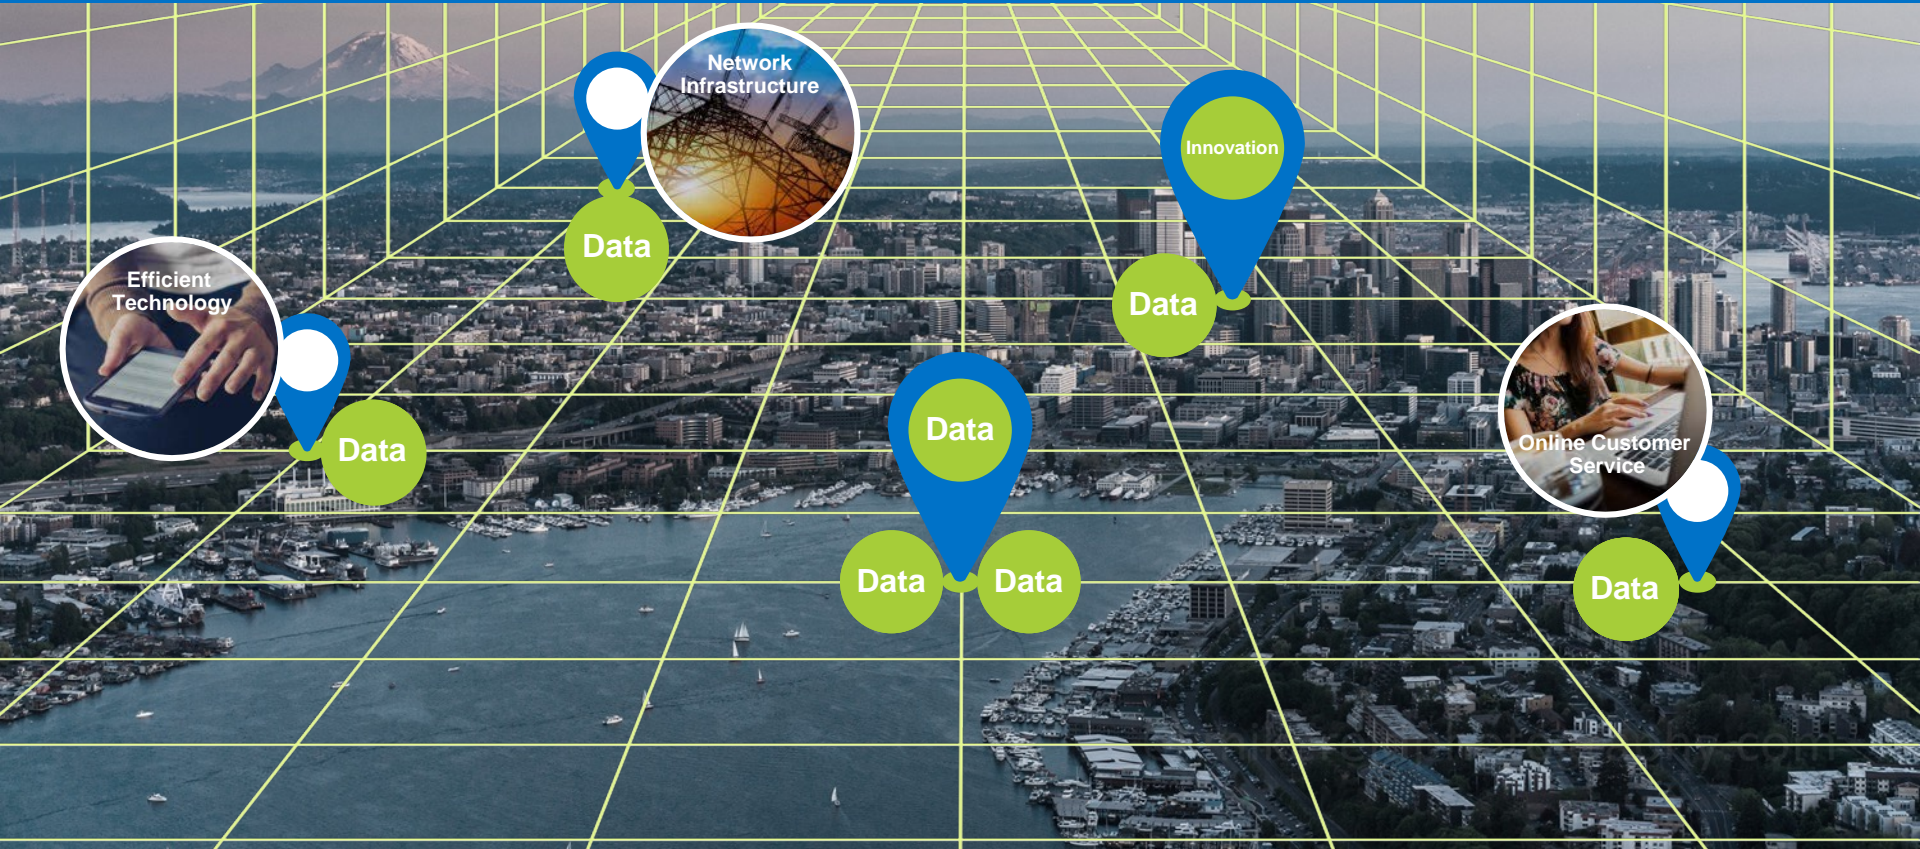 Network
Infrastructure
Innovation
Data
Efficient
Technology
Data
Data
Data
Online Customer
Service
Data
Data
Data